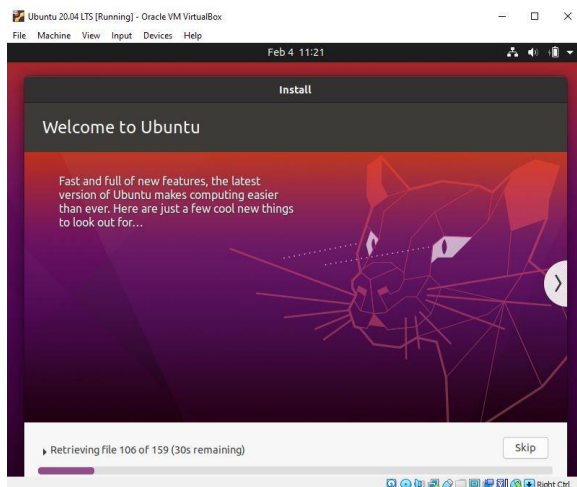 Ubuntu 20.04 LTS [Running] - Oracle VM VirtualBox
File Machine View Input Devices Help
Feb 4 11:21
Install
Welcome to Ubuntu
Fast and full of new features, the latest
version of Ubuntu makes computing easier
than ever. Here are just a few cool new things
to look out for...
Retrieving file 106 of 159 (30s remaining)
Skip
Right Ctrl